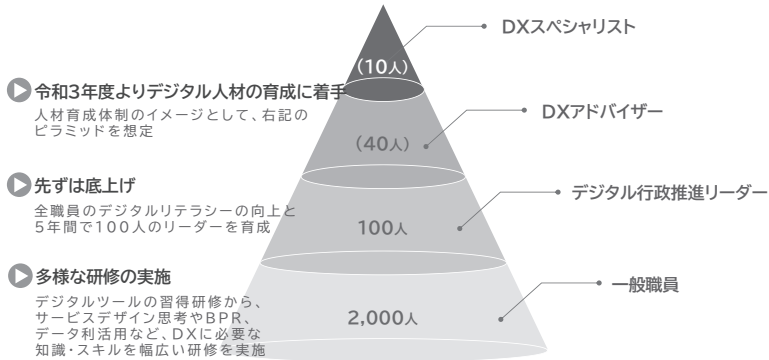 令和3年度よりデジタル人材の育成に着手
人材育成体制のイメージとして、右記の
ピラミッドを想定
先ずは底上げ
全職員のデジタルリテラシーの向上と
5年間で100人のリーダーを育成
多様な研修の実施
デジタルツールの習得研修から、
サービスデザイン思考やBPR、
データ利活用など、DXに必要な
知識・スキルを幅広い研修を実施
(10人)
DXスペシャリスト
(40人)
DXアドバイザー
100人
デジタル行政推進リーダー
2,000人
一般職員